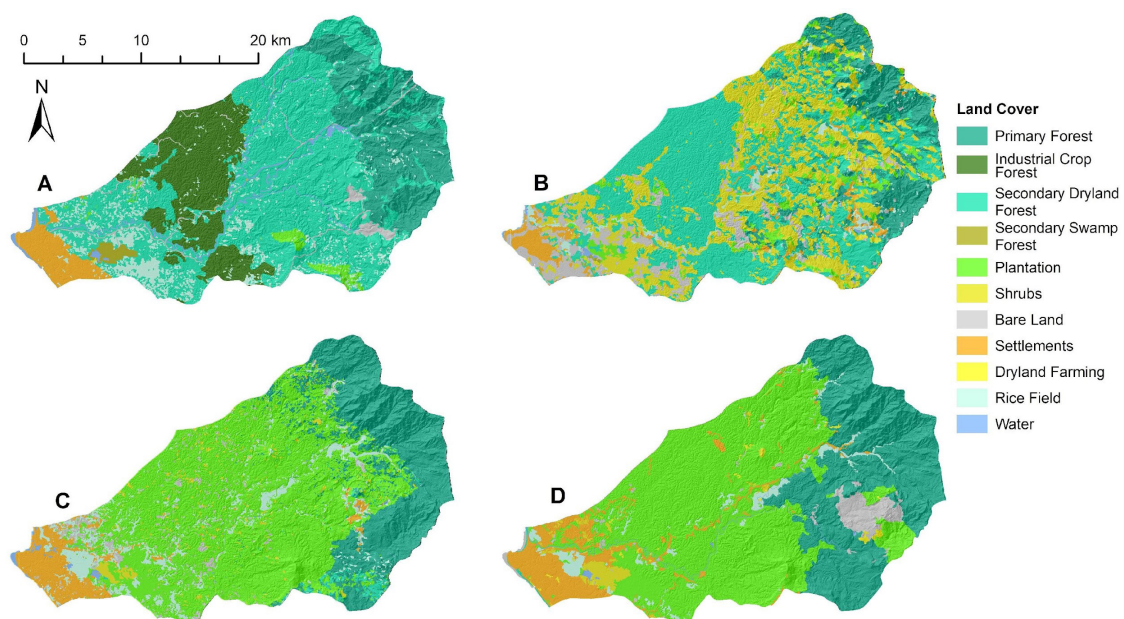 0 5 10 20 km
N
A
B
C
D
Land Cover
Primary Forest
Industrial Crop
Forest
Secondary Dryland
Forest
Secondary Swamp
Forest
Plantation
Shrubs
Bare Land
Settlements
Dryland Farming
Rice Field
Water